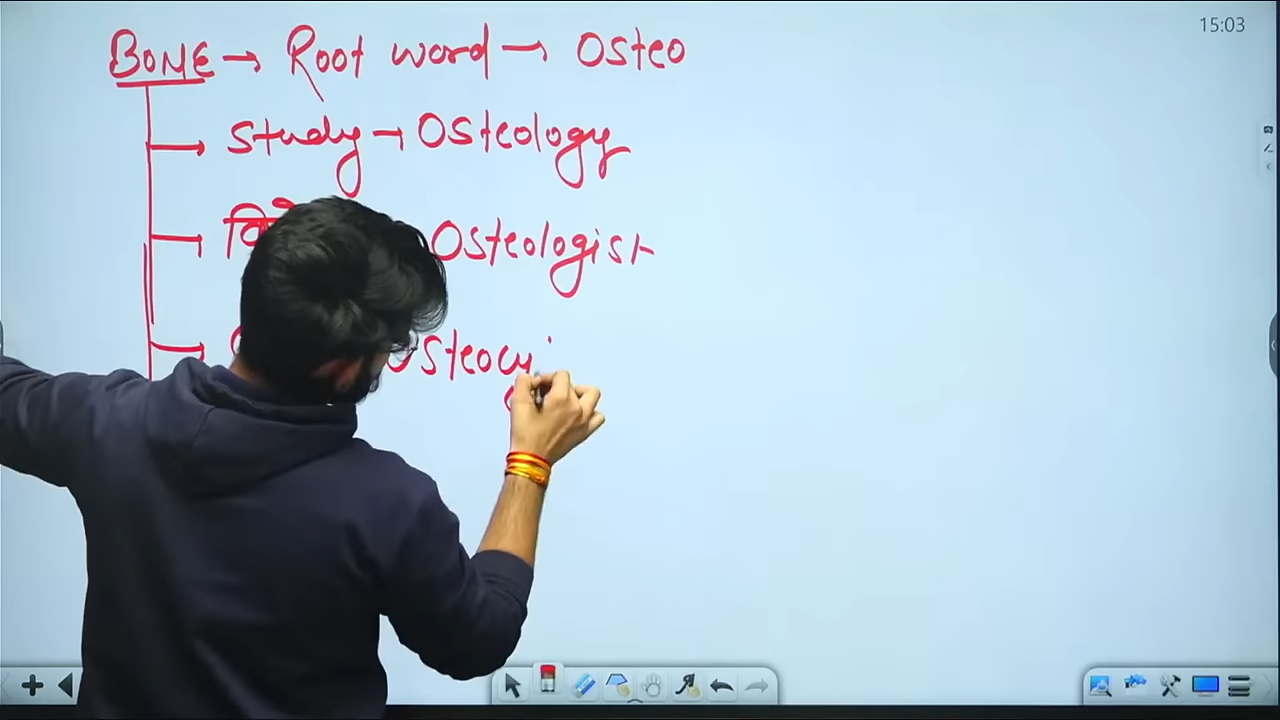 15:03
BONE → Root word → Osteo
Study → Osteology
Osteologist